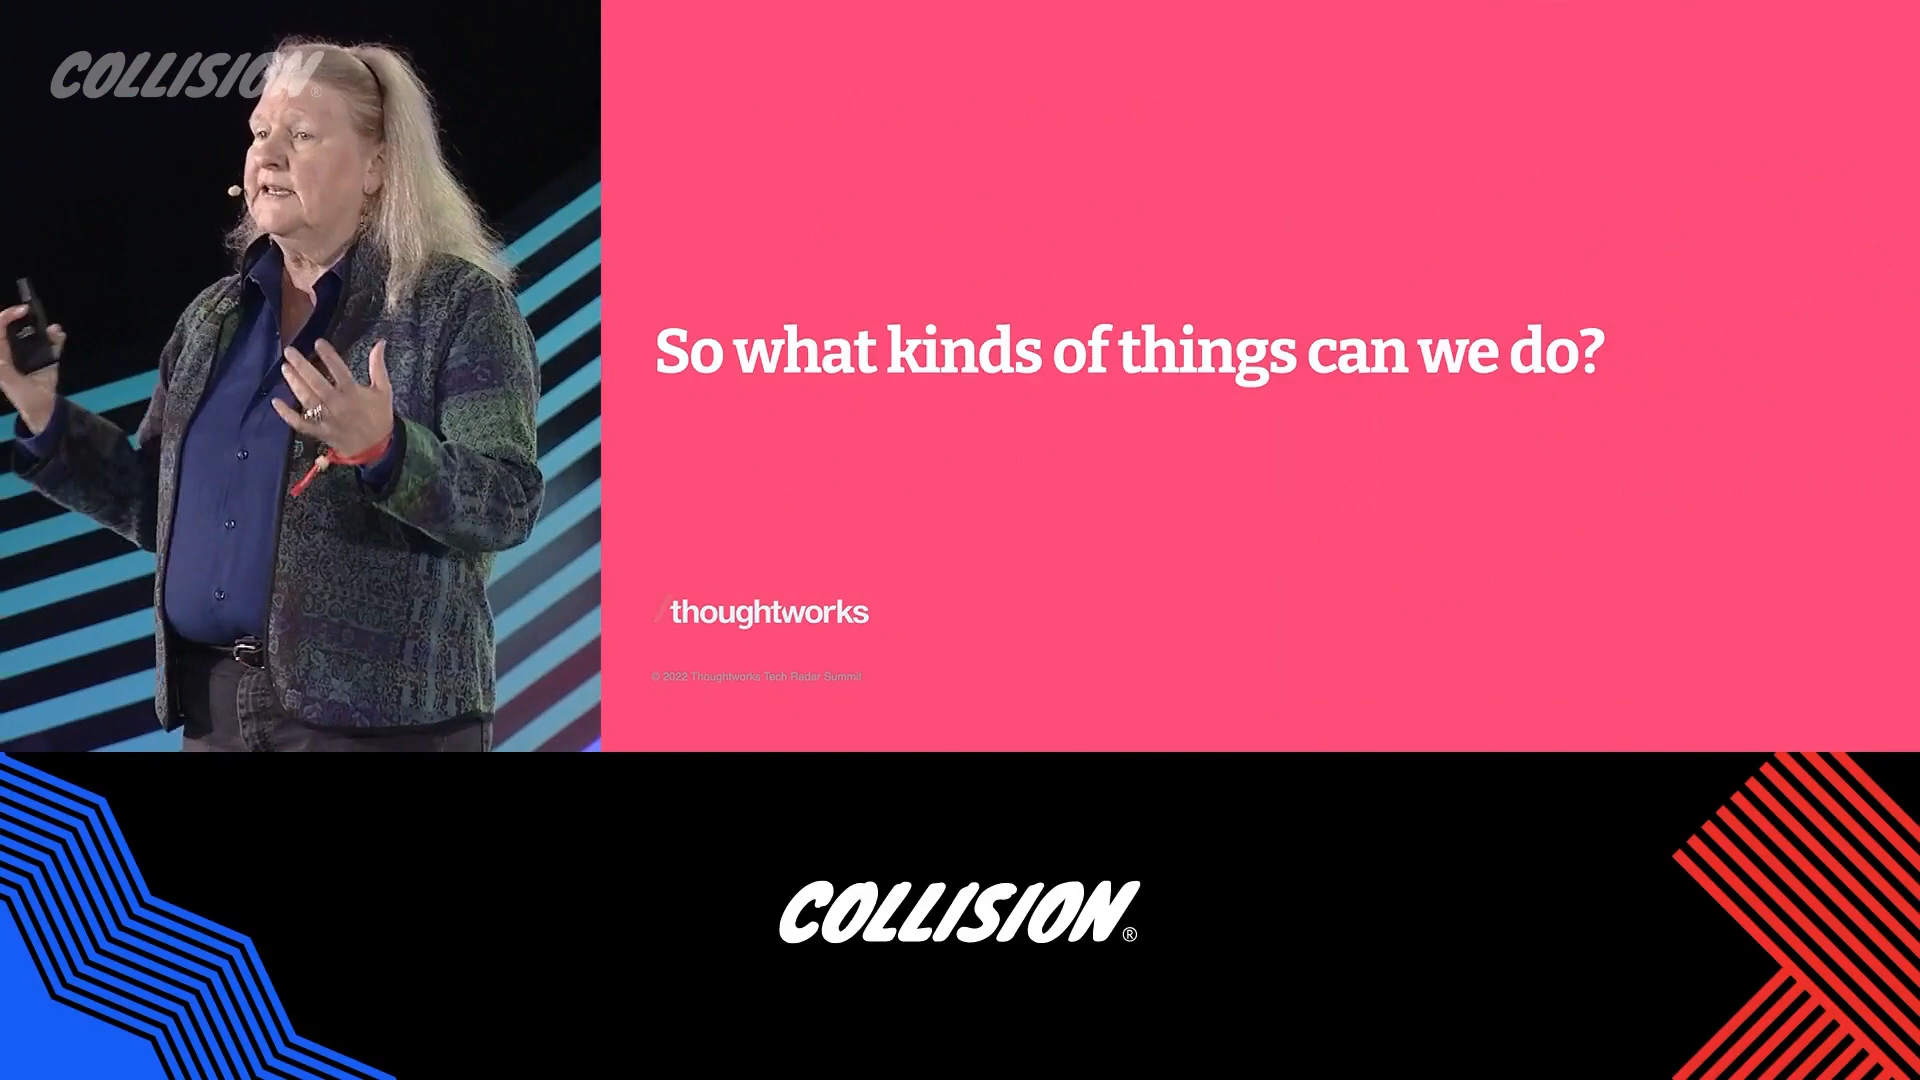 COLLISION®
So what kinds of things can we do?
/thoughtworks
© 2022 Thoughtworks Tech Radar Summit
COLLISION®